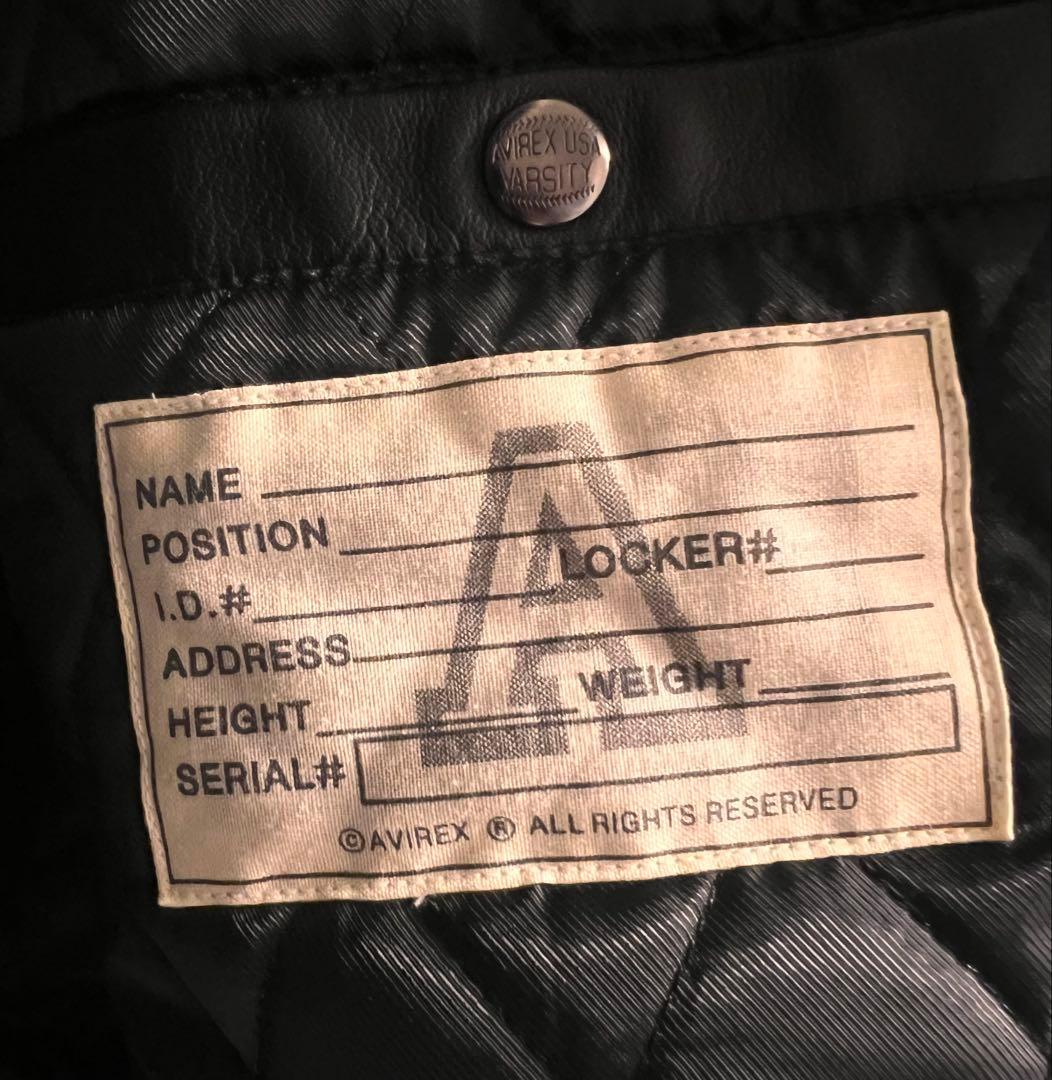 AVIREX USA
VARSITY
NAME
POSITION
LOCKER#
I.D.#
ADDRESS
WEIGHT
HEIGHT
SERIAL#
©AVIREX ® ALL RIGHTS RESERVED
A